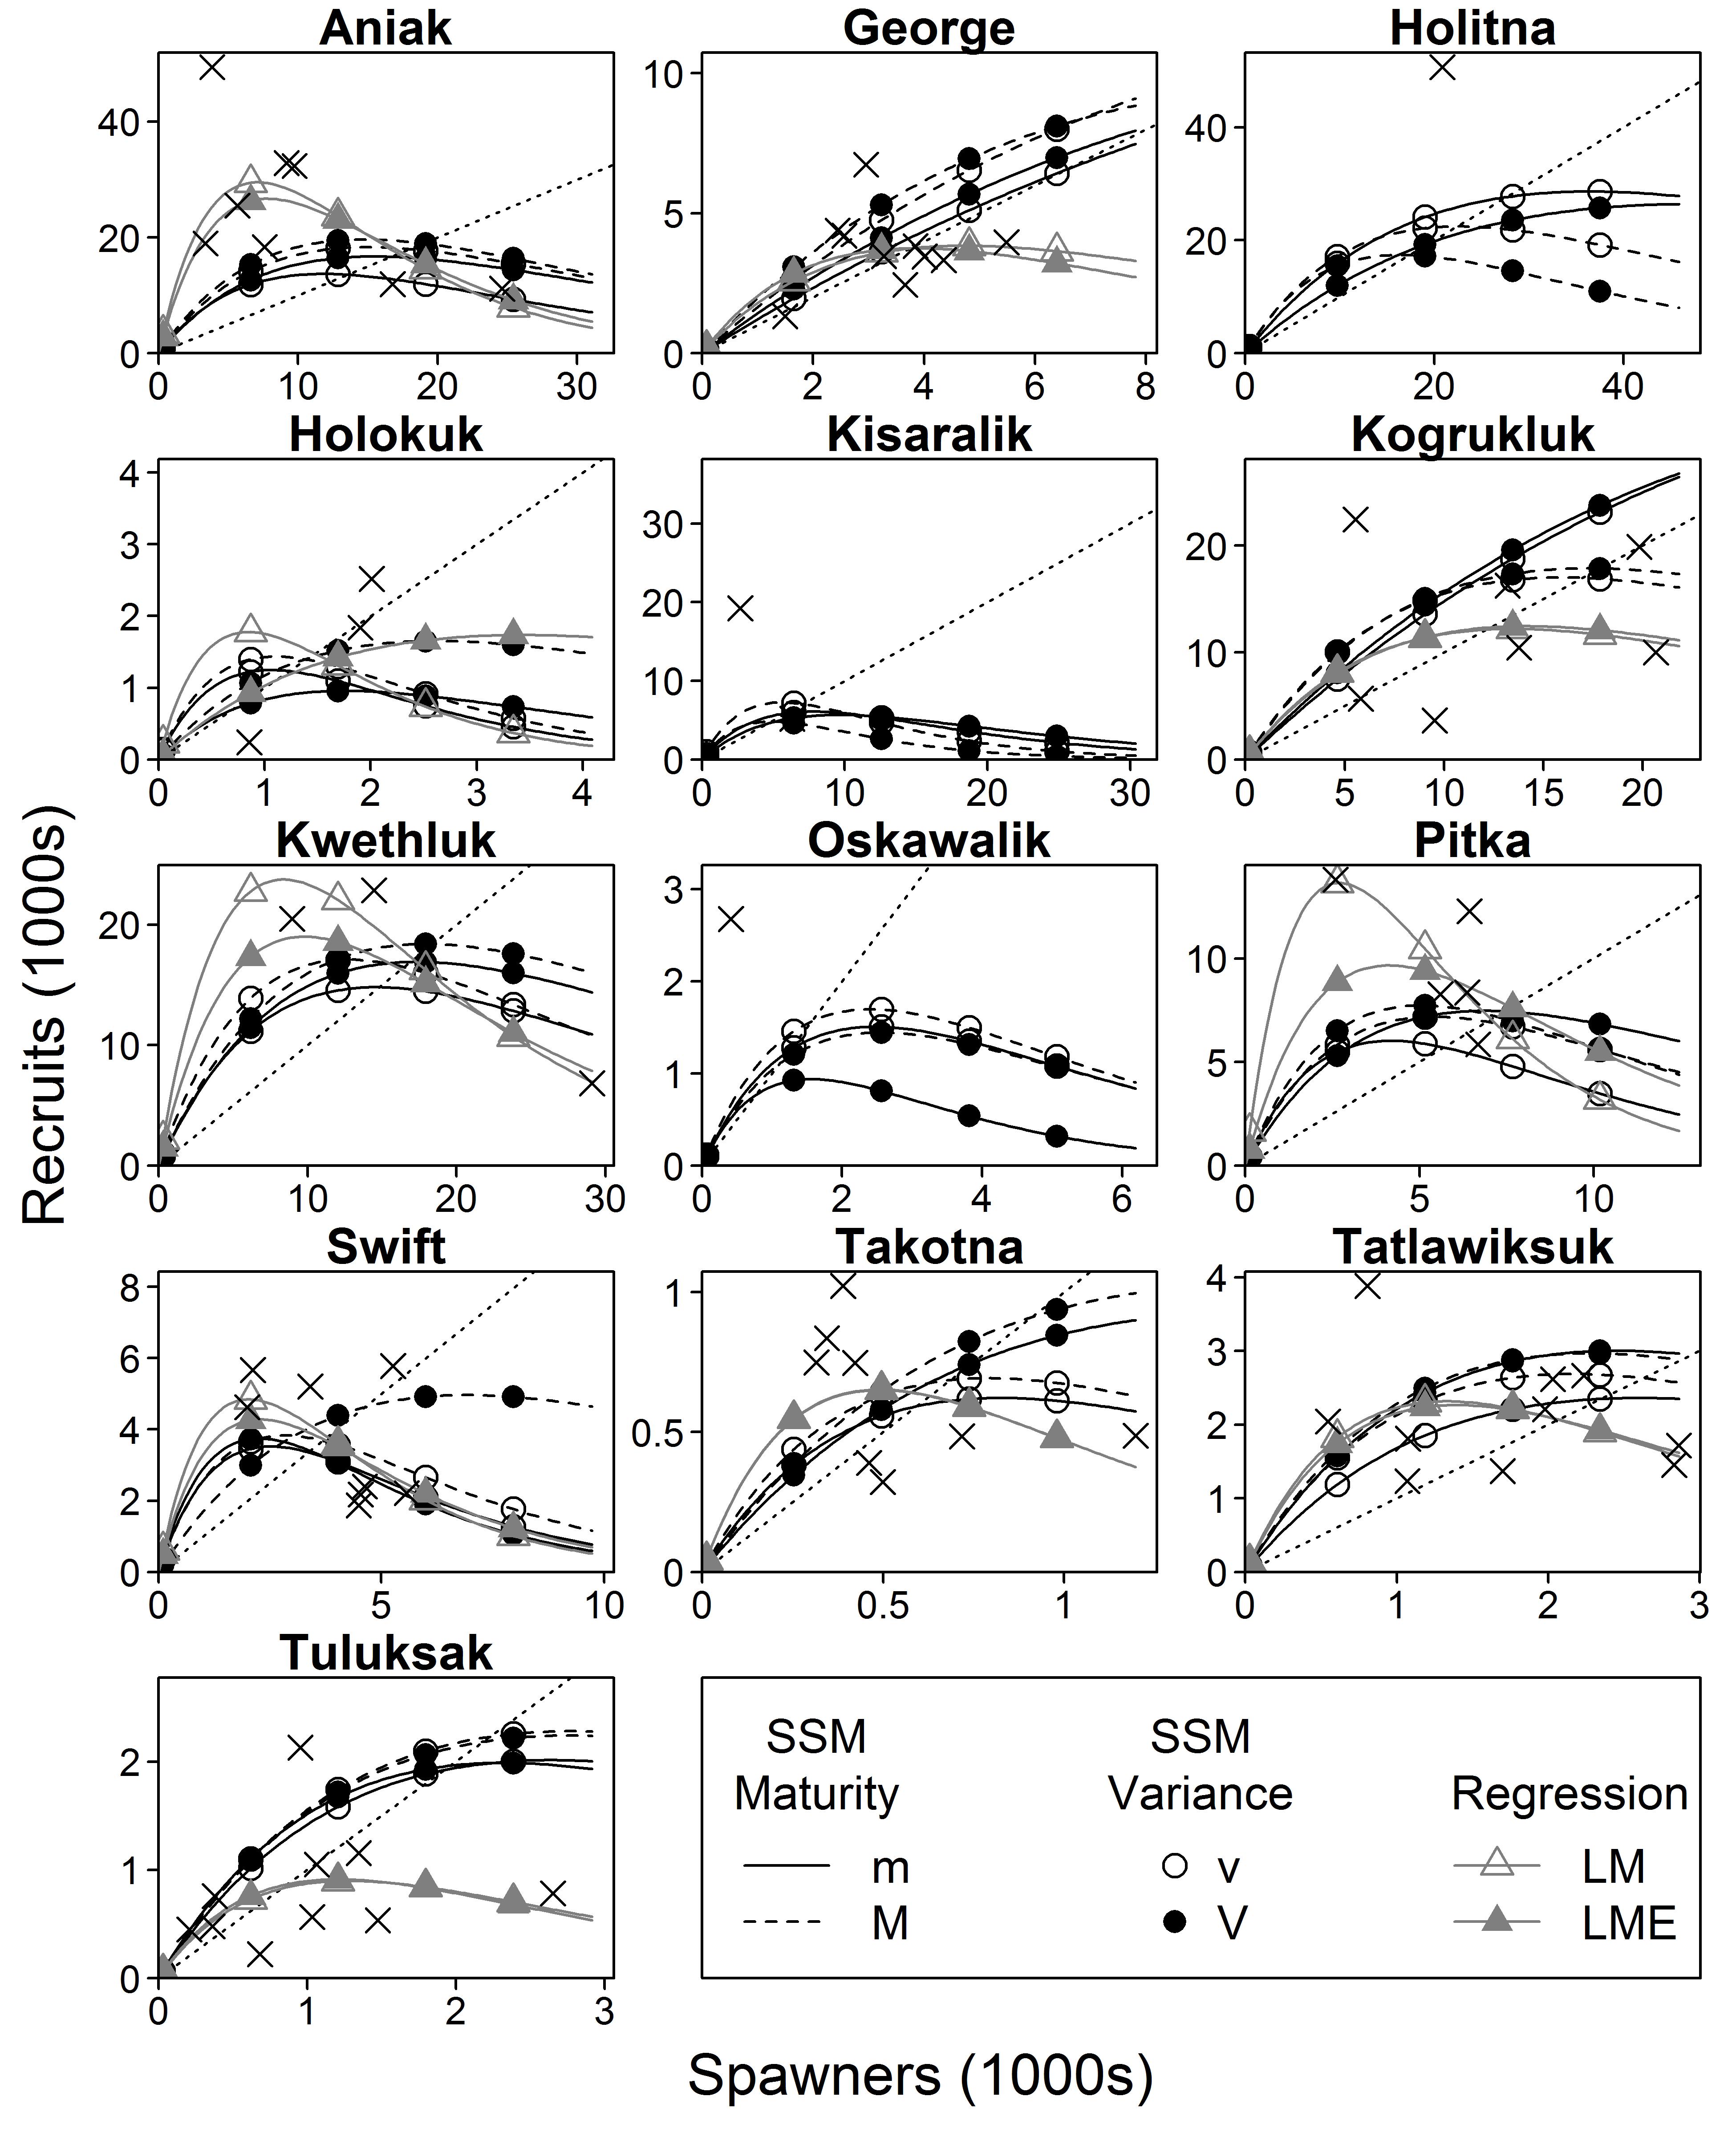 Aniak George Holitna
40
20
0
0 10 20 30
10
5
0
0 2 4 6 8
40
20
0
0 20 40
Holokuk Kisaralik Kogrukluk
4
3
2
1
0
0 1 2 3 4
30
20
10
0
0 10 20 30
20
10
0
0 5 10 15 20
Kwethluk Oskawalik Pitka
20
10
0
0 10 20 30
3
2
1
0
0 2 4 6
10
5
0
0 5 10
Swift Takotna Tatlawiksuk
8
6
4
2
0
0 5 10
1
0.5
0
0 0.5 1
4
3
2
1
0
0 1 2 3
Tuluksak
2
1
0
0 1 2 3
SSM
Maturity
m
M
SSM
Variance
v
V
Regression
LM
LME
Recruits (1000s)
Spawners (1000s)